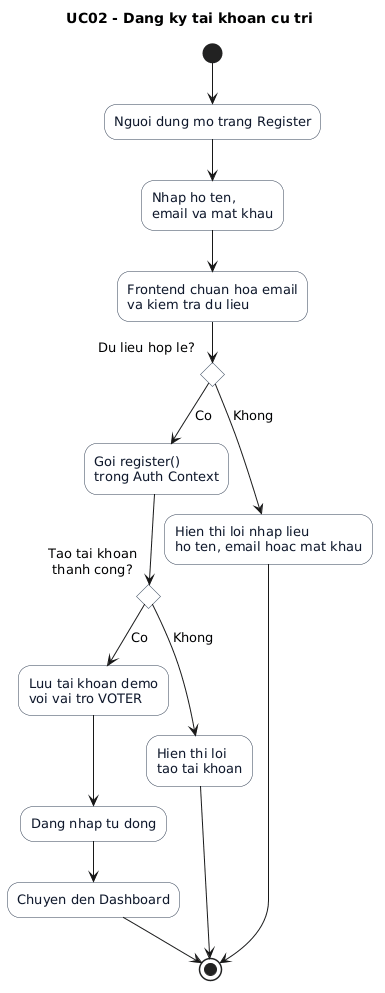 UC02 - Dang ky tai khoan cu tri
Nguoi dung mo trang Register
Nhap ho ten,
email va mat khau
Frontend chuan hoa email
va kiem tra du lieu
Du lieu hop le?
Co
Khong
Goi register()
trong Auth Context
Hien thi loi nhap lieu
ho ten, email hoac mat khau
Tao tai khoan
thanh cong?
Co
Khong
Luu tai khoan demo
voi vai tro VOTER
Hien thi loi
tao tai khoan
Dang nhap tu dong
Chuyen den Dashboard